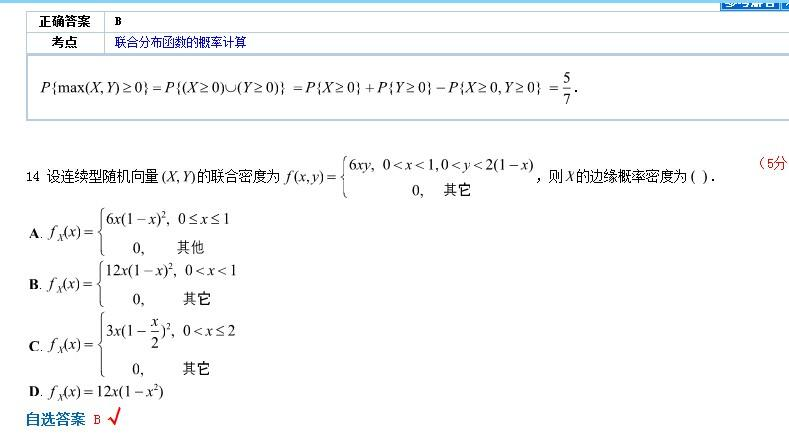 正确答案 B
考点 联合分布函数的概率计算
P{max(X,Y)≥0}=P{(X≥0)∪(Y≥0)} =P{X≥0}+P{Y≥0}−P{X≥0,Y≥0} =5/7.
(5分
14 设连续型随机向量(X,Y)的联合密度为 f(x,y)={6xy, 0<x<1,0<y<2(1−x) ,则X的边缘概率密度为( ).
0, 其它
A. f_X(x)={6x(1−x)², 0≤x≤1
0, 其他
B. f_X(x)={12x(1−x)², 0<x<1
0, 其它
C. f_X(x)={3x(1−x/2)², 0<x≤2
0, 其它
D. f_X(x)=12x(1−x²)
自选答案 B √